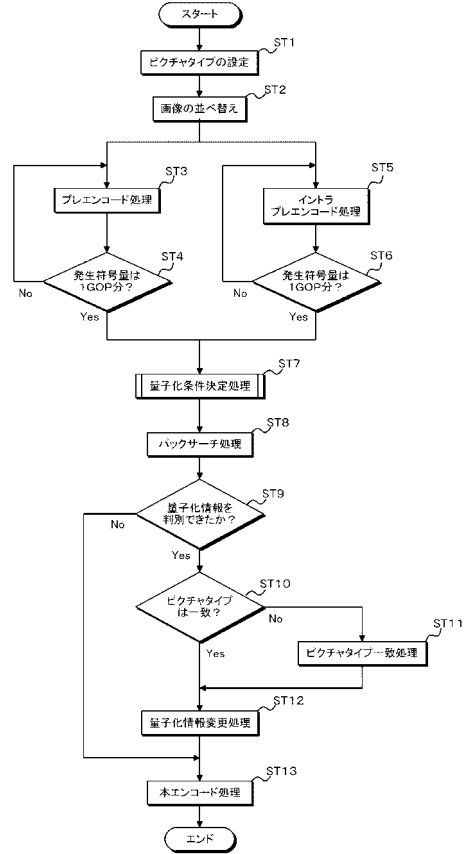 スタート
ST1
ピクチャタイプの設定
ST2
画像の並べ替え
ST3
プレエンコード処理
ST5
イントラ
プレエンコード処理
ST4
発生符号量は
1GOP分？
No
Yes
ST6
発生符号量は
1GOP分？
No
Yes
ST7
量子化条件決定処理
ST8
バックサーチ処理
ST9
量子化情報を
判別できたか？
No
Yes
ST10
ピクチャタイプ
は一致？
No
Yes
ST11
ピクチャタイプ一致処理
ST12
量子化情報変更処理
ST13
本エンコード処理
エンド